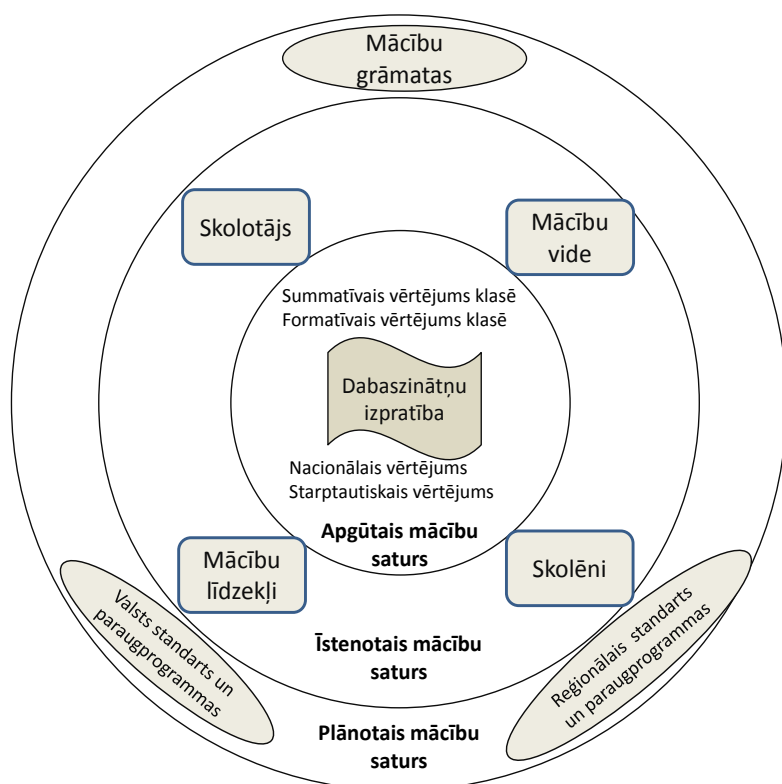 Mācību
grāmatas
Skolotājs
Mācību
vide
Summatīvais vērtējums klasē
Formatīvais vērtējums klasē
Dabaszinātņu
izpratība
Nacionālais vērtējums
Starptautiskais vērtējums
Apgūtais mācību
saturs
Mācību
līdzekļi
Skolēni
Valsts standarts un
paraugprogrammas
Reģionālais standarts
un paraugprogrammas
Īstenotais mācību
saturs
Plānotais mācību
saturs